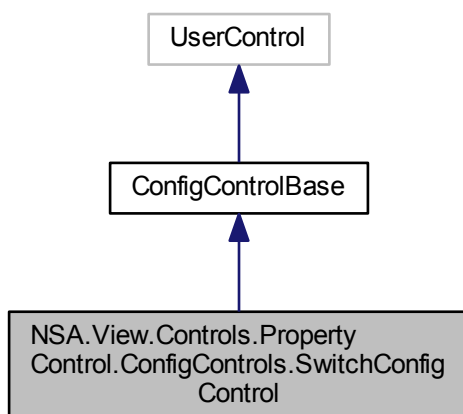 UserControl
ConfigControlBase
NSA.View.Controls.Property
Control.ConfigControls.SwitchConfig
Control